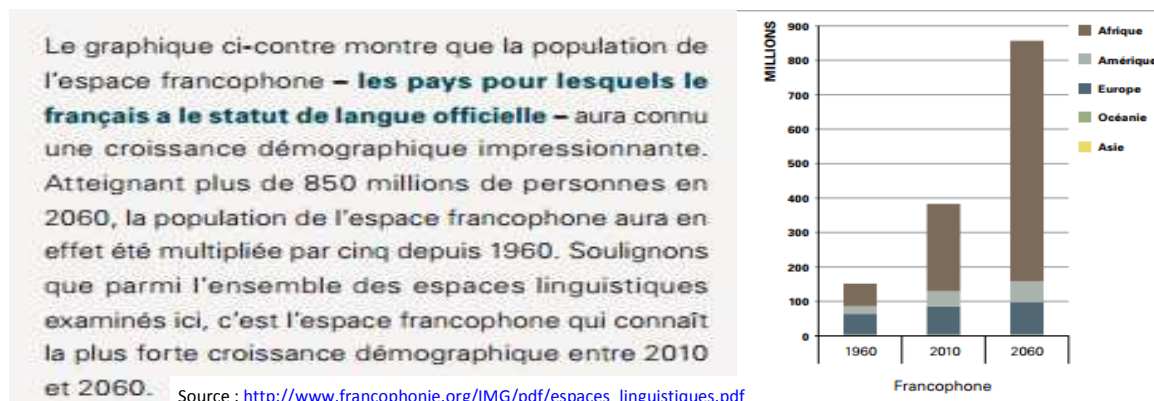 Le graphique ci-contre montre que la population de
l'espace francophone – les pays pour lesquels le
français a le statut de langue officielle – aura connu
une croissance démographique impressionnante.
Atteignant plus de 850 millions de personnes en
2060, la population de l'espace francophone aura en
effet été multipliée par cinq depuis 1960. Soulignons
que parmi l'ensemble des espaces linguistiques
examinés ici, c'est l'espace francophone qui connaît
la plus forte croissance démographique entre 2010
et 2060.
Source : http://www.francophonie.org/IMG/pdf/espaces_linguistiques.pdf
MILLIONS
900
800
700
600
500
400
300
200
100
0
1960 2010 2060
Francophone
Afrique
Amérique
Europe
Océanie
Asie